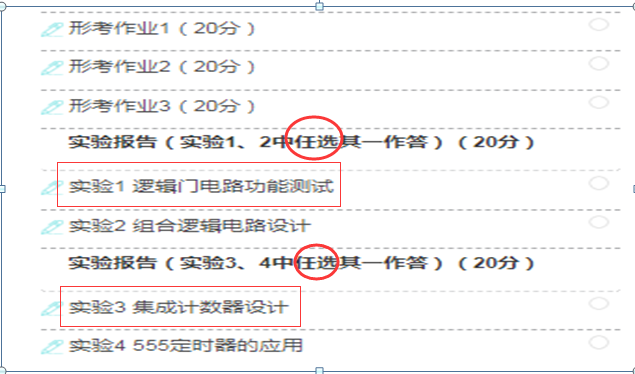 形考作业1（20分）
形考作业2（20分）
形考作业3（20分）
实验报告（实验1、2中任选其一作答）（20分）
实验1 逻辑门电路功能测试
实验2 组合逻辑电路设计
实验报告（实验3、4中任选其一作答）（20分）
实验3 集成计数器设计
实验4 555定时器的应用